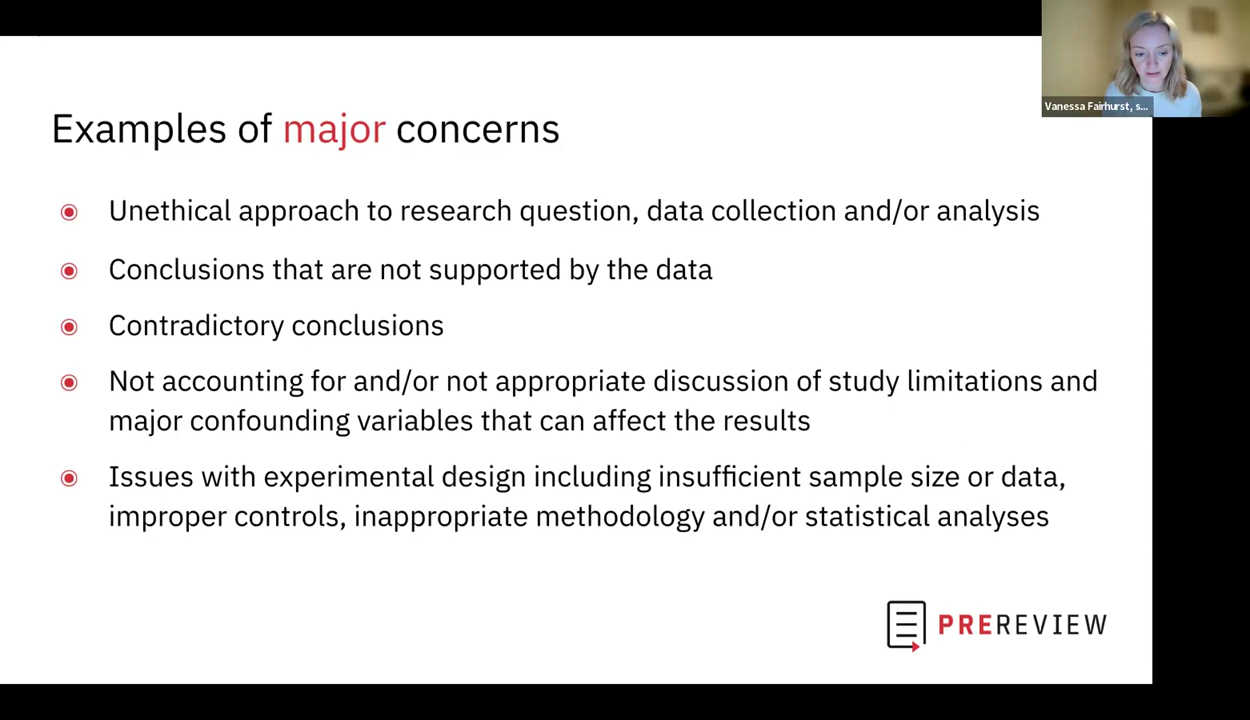 Vanessa Fairhurst, s...
Examples of major concerns
Unethical approach to research question, data collection and/or analysis
Conclusions that are not supported by the data
Contradictory conclusions
Not accounting for and/or not appropriate discussion of study limitations and
major confounding variables that can affect the results
Issues with experimental design including insufficient sample size or data,
improper controls, inappropriate methodology and/or statistical analyses
PREREVIEW